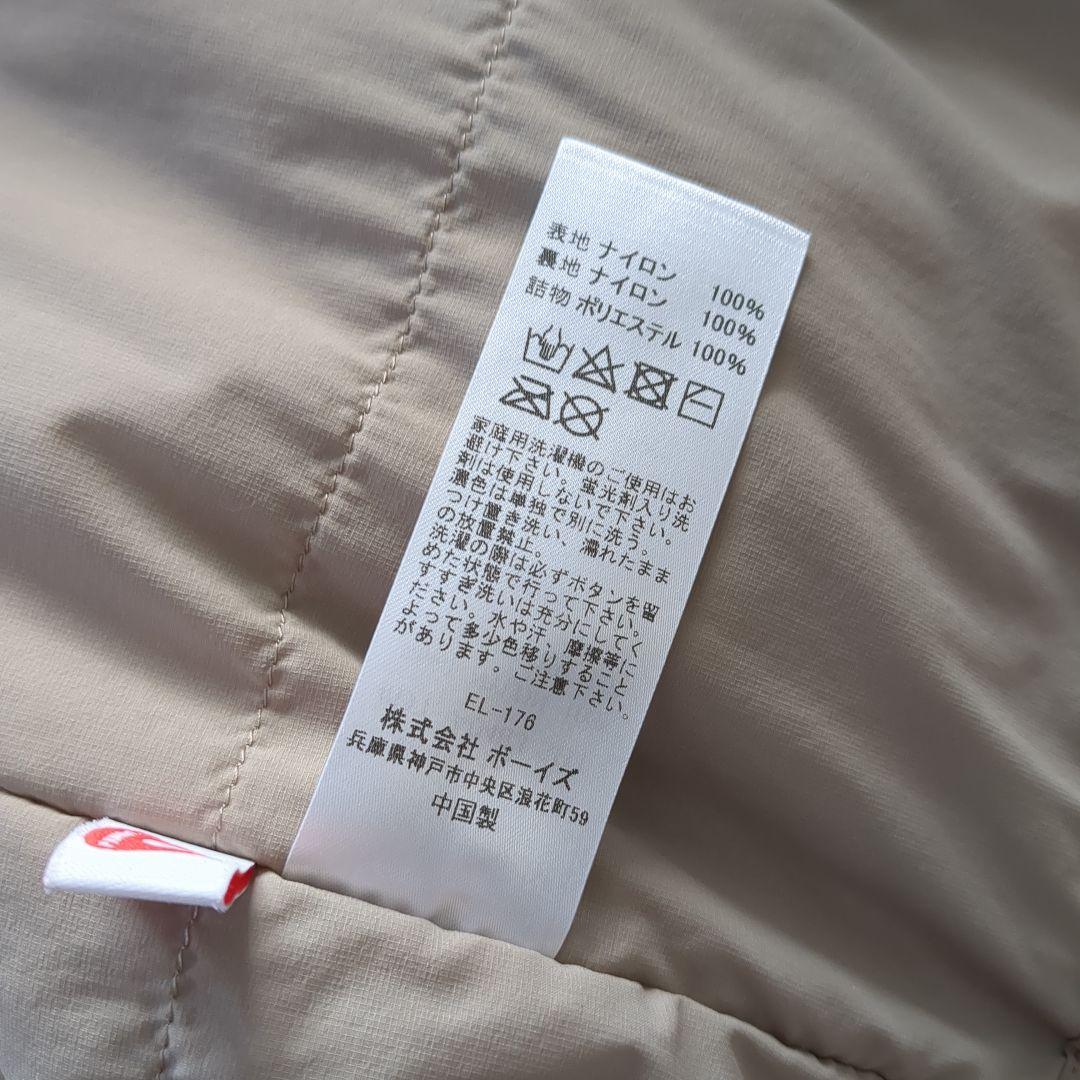 表地 ナイロン 100%
裏地 ナイロン 100%
詰物 ポリエステル 100%
家庭用洗濯機のご使用はお
避け下さい。蛍光剤入り洗
剤は使用しないで下さい。
濃色は単独で別に洗う。
つけ置き洗い、濡れたまま
の放置禁止。
洗濯の際は必ずボタンを留
めた状態で行って下さい。
すすぎ洗いは充分にしてく
ださい。水や汗、摩擦等に
よって多少色移りすること
があります。ご注意下さい。
EL-176
株式会社 ボーイズ
兵庫県神戸市中央区浪花町59
中国製